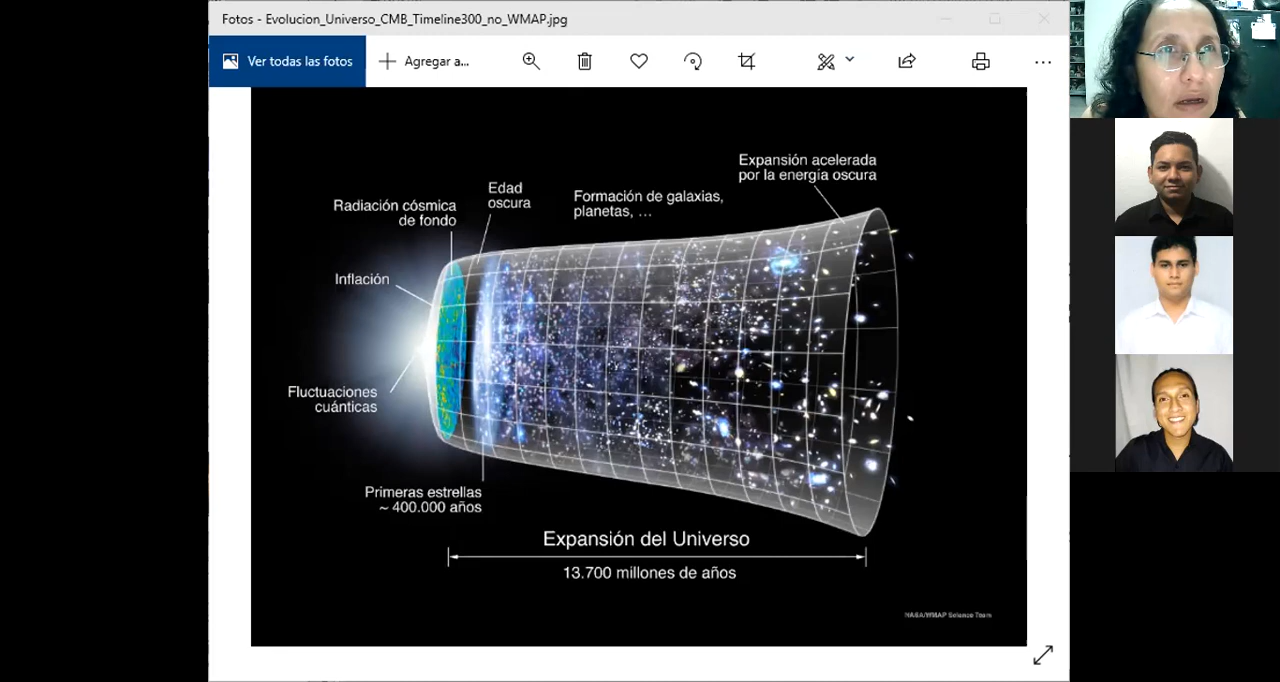 Fotos - Evolucion_Universo_CMB_Timeline300_no_WMAP.jpg
Ver todas las fotos
Agregar a...
Expansión acelerada
por la energía oscura
Edad
oscura
Formación de galaxias,
planetas, ...
Radiación cósmica
de fondo
Inflación
Fluctuaciones
cuánticas
Primeras estrellas
~ 400.000 años
Expansión del Universo
13.700 millones de años
NASA/WMAP Science Team